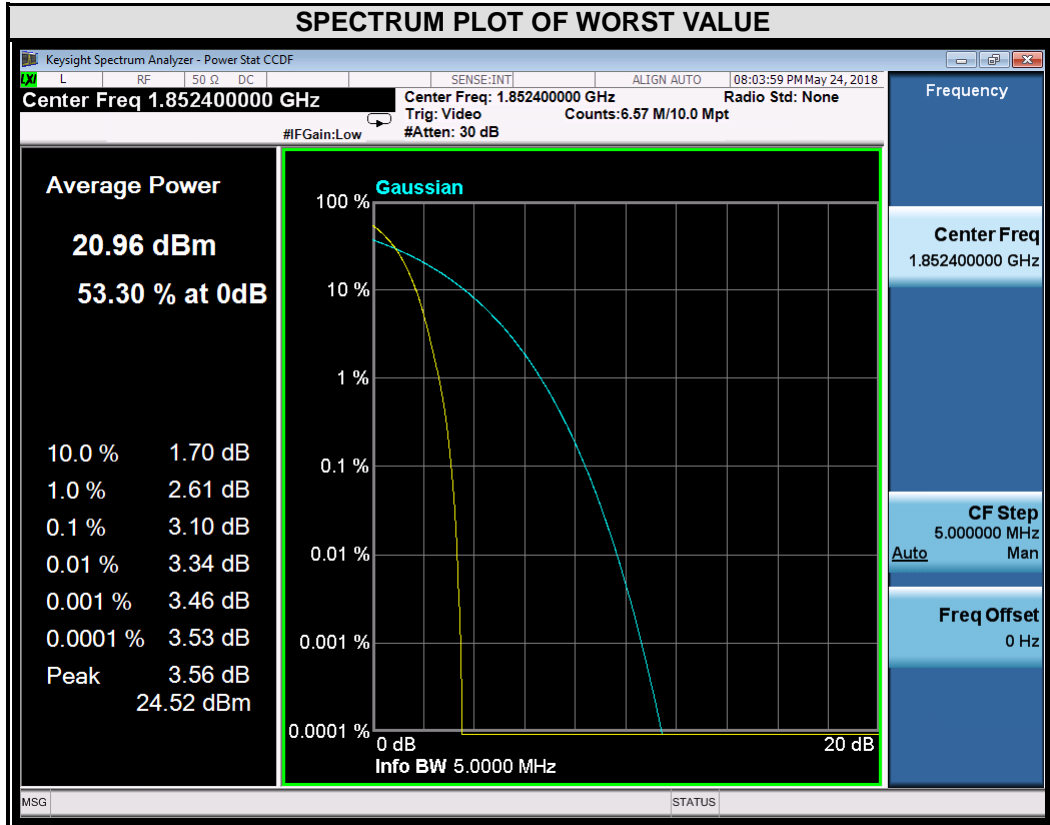 SPECTRUM PLOT OF WORST VALUE
Keysight Spectrum Analyzer - Power Stat CCDF
LXI L RF 50 Ω DC SENSE:INT ALIGN AUTO 08:03:59 PM May 24, 2018
Center Freq 1.852400000 GHz
Center Freq: 1.852400000 GHz Radio Std: None
Trig: Video Counts:6.57 M/10.0 Mpt
#IFGain:Low #Atten: 30 dB
Frequency
Average Power
20.96 dBm
53.30 % at 0dB
10.0 % 1.70 dB
1.0 % 2.61 dB
0.1 % 3.10 dB
0.01 % 3.34 dB
0.001 % 3.46 dB
0.0001 % 3.53 dB
Peak 3.56 dB
24.52 dBm
Gaussian
100 %
10 %
1 %
0.1 %
0.01 %
0.001 %
0.0001 %
0 dB 20 dB
Info BW 5.0000 MHz
Center Freq
1.852400000 GHz
CF Step
5.000000 MHz
Auto Man
Freq Offset
0 Hz
MSG STATUS